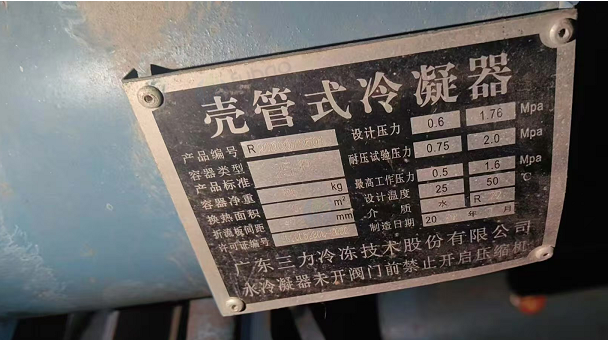 壳管式冷凝器
产品编号 R
容器类型
产品标准
容器净重 kg
换热面积 m²
折流板间距 mm
许可证编号
设计压力 0.6 1.76 Mpa
耐压试验压力 0.75 2.0 Mpa
最高工作压力 0.5 1.6 Mpa
设计温度 25 50 ℃
介质 水 R
制造日期 20 年 月
广东三力冷冻技术股份有限公司
水冷凝器未开阀门前禁止开启压缩机